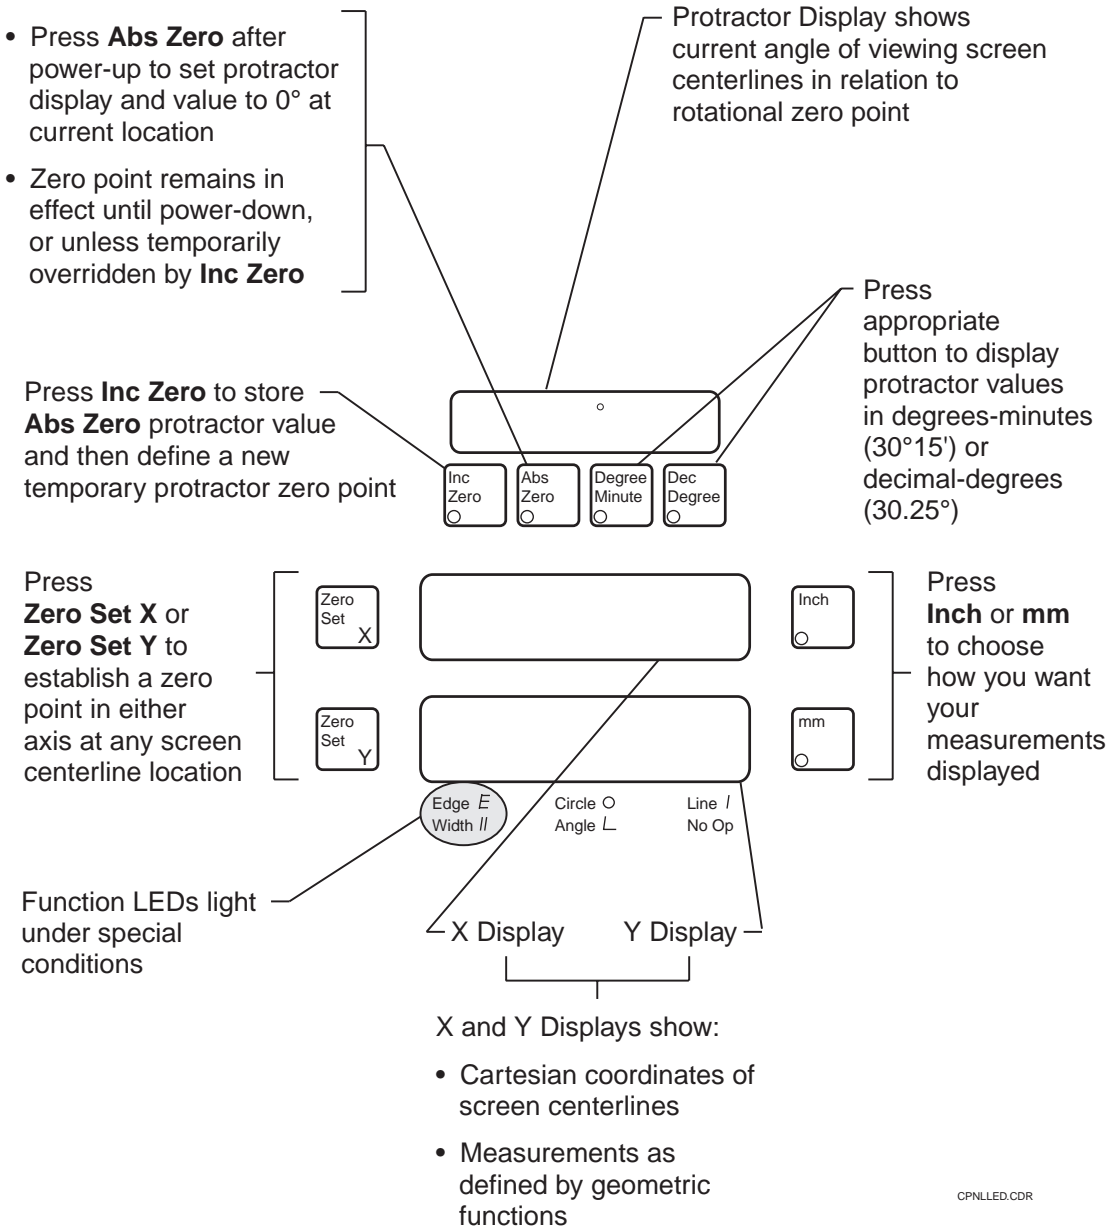 • Press Abs Zero after
power-up to set protractor
display and value to 0° at
current location
• Zero point remains in
effect until power-down,
or unless temporarily
overridden by Inc Zero
Protractor Display shows
current angle of viewing screen
centerlines in relation to
rotational zero point
Press
appropriate
button to display
protractor values
in degrees-minutes
(30°15') or
decimal-degrees
(30.25°)
Press Inc Zero to store
Abs Zero protractor value
and then define a new
temporary protractor zero point
°
Inc
Zero
Abs
Zero
Degree
Minute
Dec
Degree
Press
Zero Set X or
Zero Set Y to
establish a zero
point in either
axis at any screen
centerline location
Zero
Set
X
Zero
Set
Y
Inch
mm
Press
Inch or mm
to choose
how you want
your
measurements
displayed
Edge E
Width //
Circle O
Angle ∟
Line /
No Op
Function LEDs light
under special
conditions
X Display
Y Display
X and Y Displays show:
• Cartesian coordinates of
screen centerlines
• Measurements as
defined by geometric
functions
CPNLLED.CDR